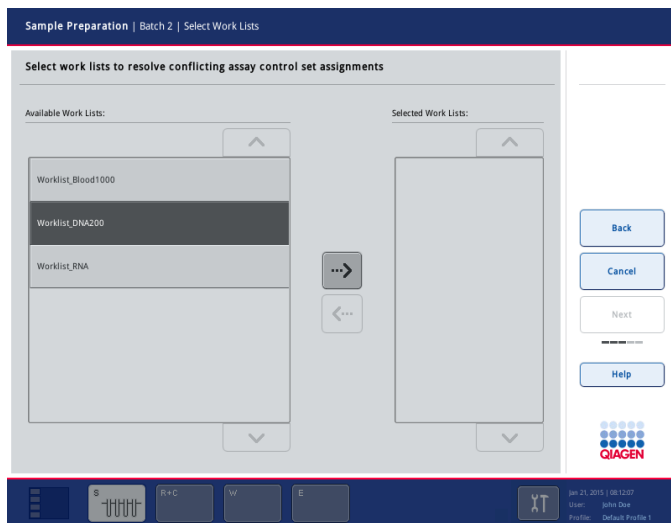 Sample Preparation | Batch 2 | Select Work Lists
Select work lists to resolve conflicting assay control set assignments
Available Work Lists:
Selected Work Lists:
Worklist_Blood1000
Worklist_DNA200
Worklist_RNA
Back
Cancel
Next
Help
QIAGEN
S
R+C
W
E
Jan 21, 2015 | 08:12:07
User: John Doe
Profile: Default Profile 1